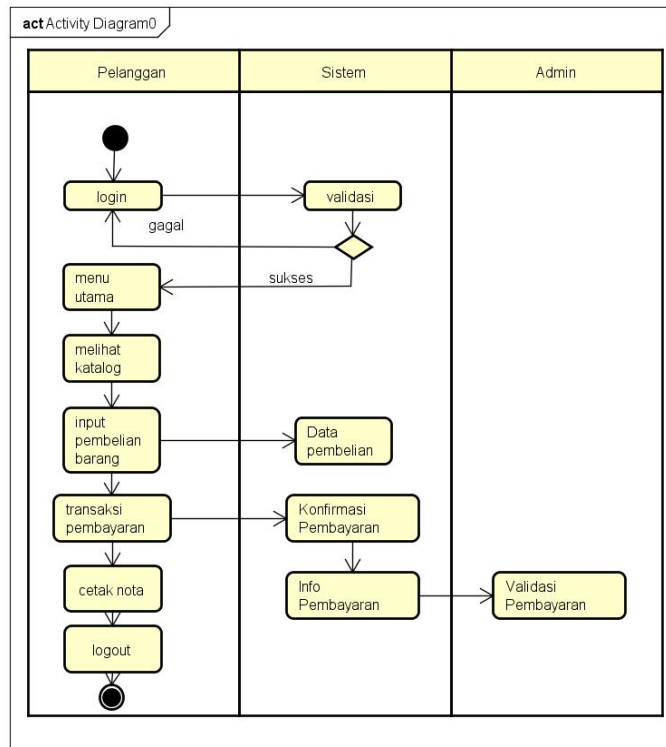 act Activity Diagram0
Pelanggan
Sistem
Admin
login
validasi
gagal
sukses
menu
utama
melihat
katalog
input
pembelian
barang
Data
pembelian
transaksi
pembayaran
Konfirmasi
Pembayaran
cetak nota
Info
Pembayaran
Validasi
Pembayaran
logout